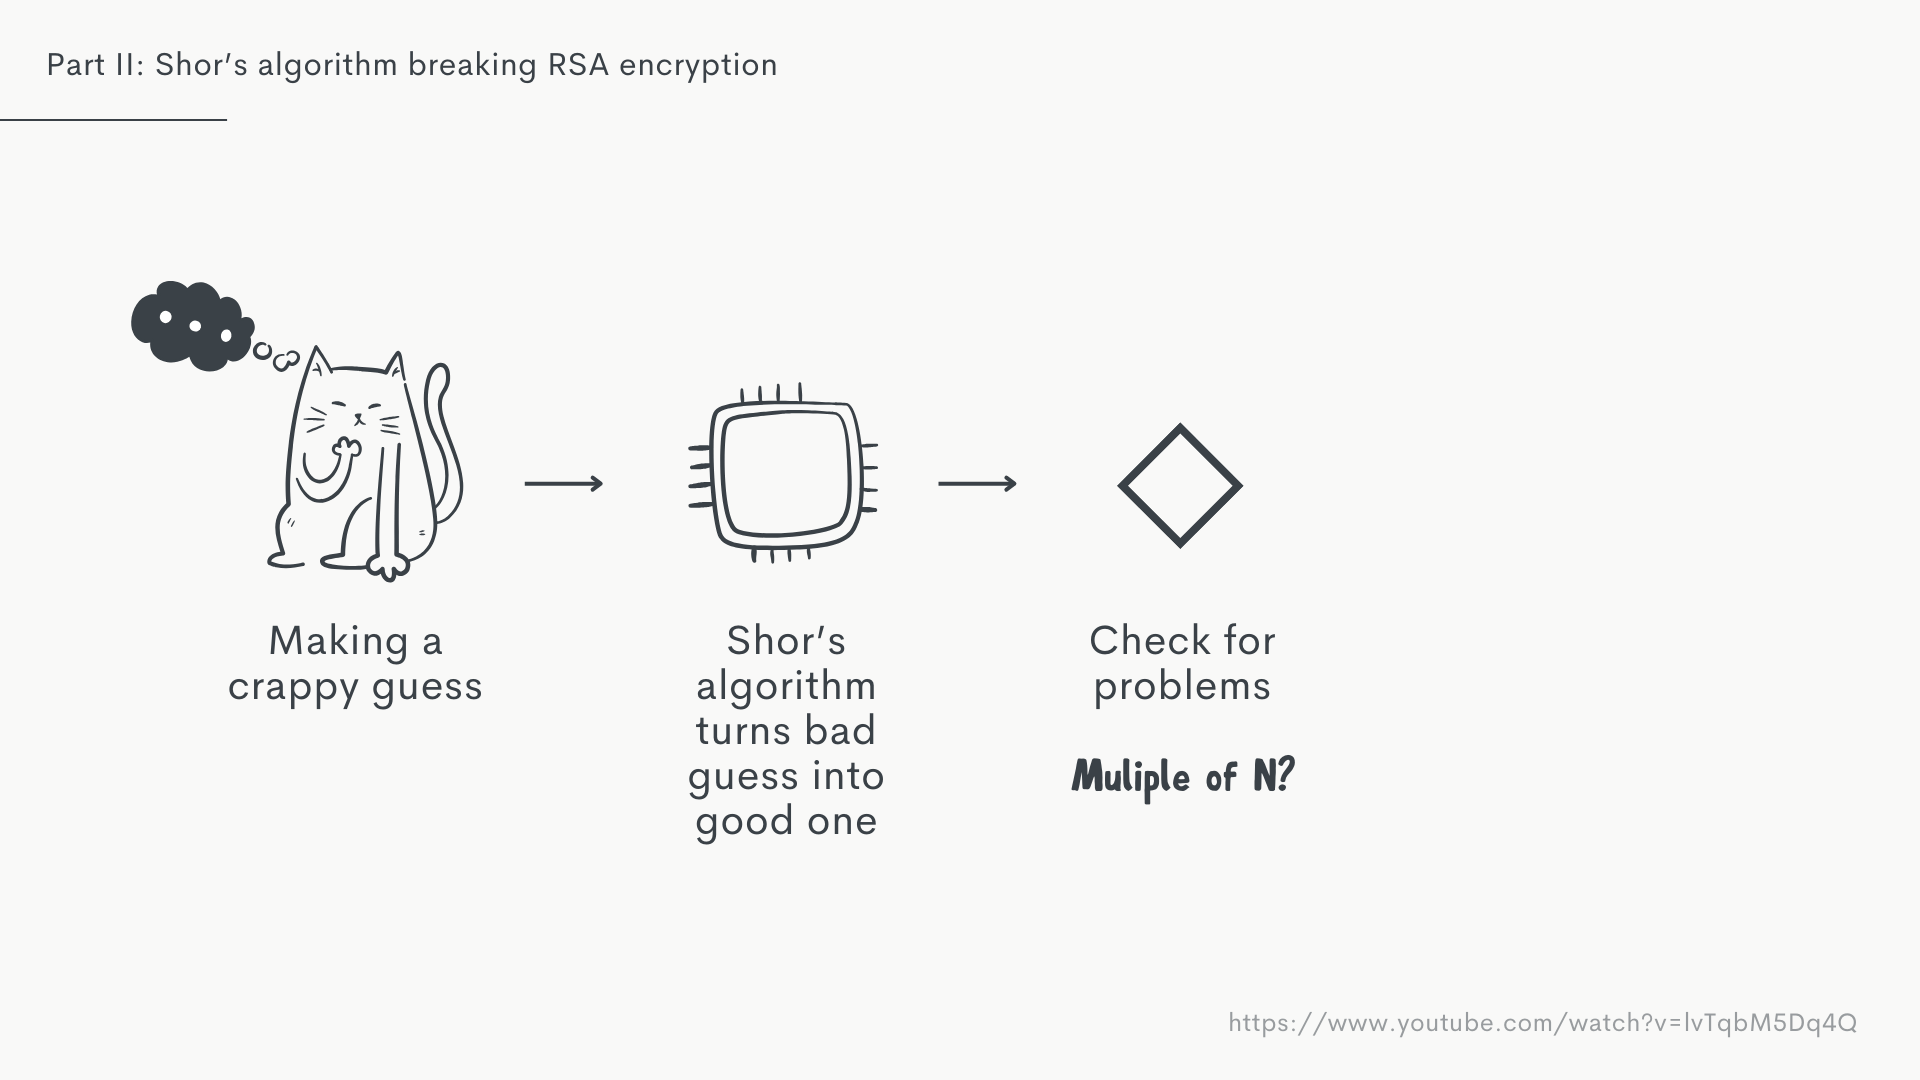 Part II: Shor’s algorithm breaking RSA encryption
Making a
crappy guess
Shor’s
algorithm
turns bad
guess into
good one
Check for
problems
Muliple of N?
https://www.youtube.com/watch?v=lvTqbM5Dq4Q